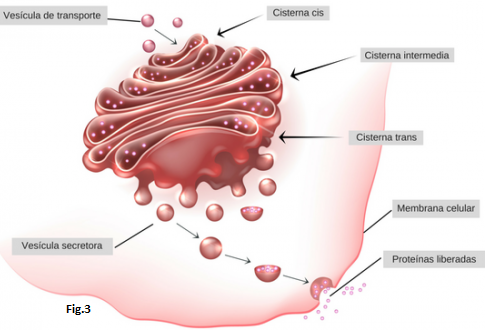 Vesícula de transporte
Cisterna cis
Cisterna intermedia
Cisterna trans
Membrana celular
Vesícula secretora
Proteínas liberadas
Fig.3